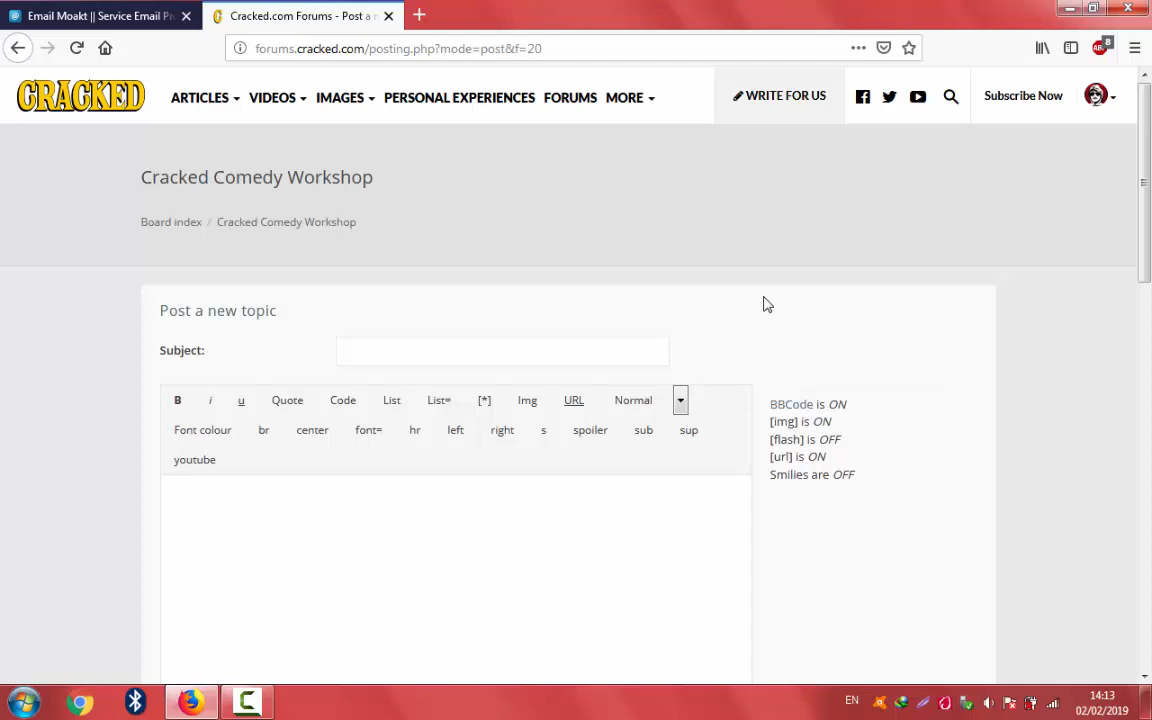 Email Moakt || Service Email Pr
Cracked.com Forums - Post a n
forums.cracked.com/posting.php?mode=post&f=20
8
CRACKED
ARTICLES VIDEOS IMAGES PERSONAL EXPERIENCES FORUMS MORE
WRITE FOR US
Subscribe Now
Cracked Comedy Workshop
Board index / Cracked Comedy Workshop
Post a new topic
Subject:
B i u Quote Code List List= [*] Img URL Normal
Font colour br center font= hr left right s spoiler sub sup
youtube
BBCode is ON
[img] is ON
[flash] is OFF
[url] is ON
Smilies are OFF
EN
14:13
02/02/2019